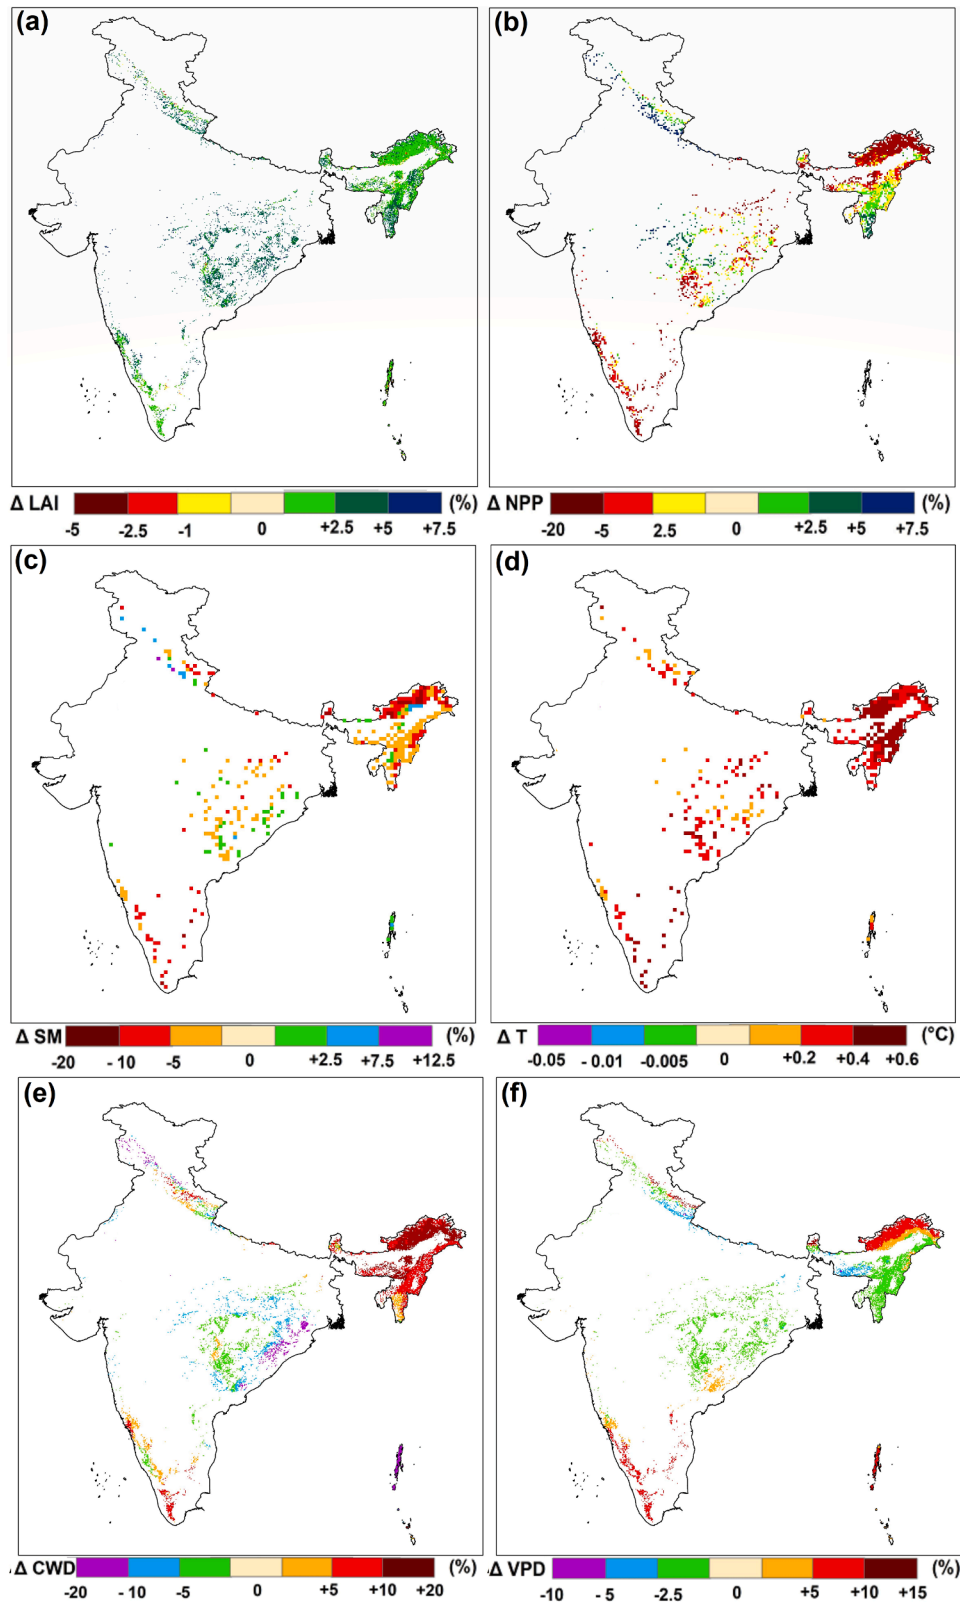 (a)
(b)
Δ LAI (%)
-5 -2.5 -1 0 +2.5 +5 +7.5
Δ NPP (%)
-20 -5 2.5 0 +2.5 +5 +7.5
(c)
(d)
Δ SM (%)
-20 - 10 -5 0 +2.5 +7.5 +12.5
Δ T (°C)
-0.05 - 0.01 -0.005 0 +0.2 +0.4 +0.6
(e)
(f)
Δ CWD (%)
-20 - 10 -5 0 +5 +10 +20
Δ VPD (%)
-10 - 5 -2.5 0 +5 +10 +15